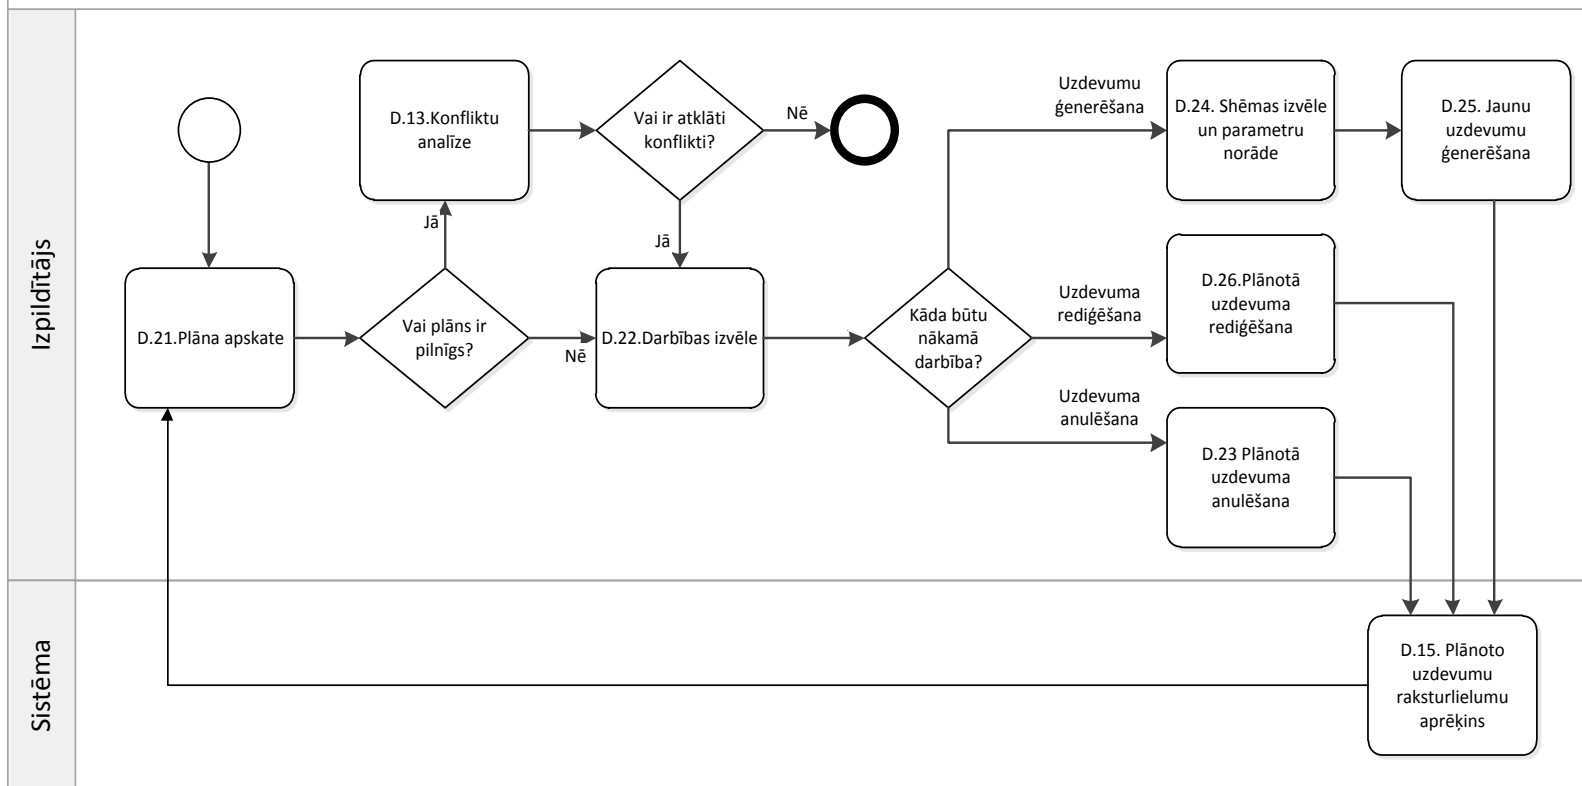 Izpildītājs
D.13.Konfliktu
analīze
Vai ir atklāti
konflikti?
Nē
Jā
Uzdevumu
ģenerēšana
D.24. Shēmas izvēle
un parametru
norāde
D.25. Jaunu
uzdevumu
ģenerēšana
D.21.Plāna apskate
Vai plāns ir
pilnīgs?
Jā
Nē
D.22.Darbības izvēle
Kāda būtu
nākamā
darbība?
Uzdevuma
rediģēšana
D.26.Plānotā
uzdevuma
rediģēšana
Uzdevuma
anulēšana
D.23 Plānotā
uzdevuma
anulēšana
Sistēma
D.15. Plānoto
uzdevumu
raksturlielumu
aprēķins